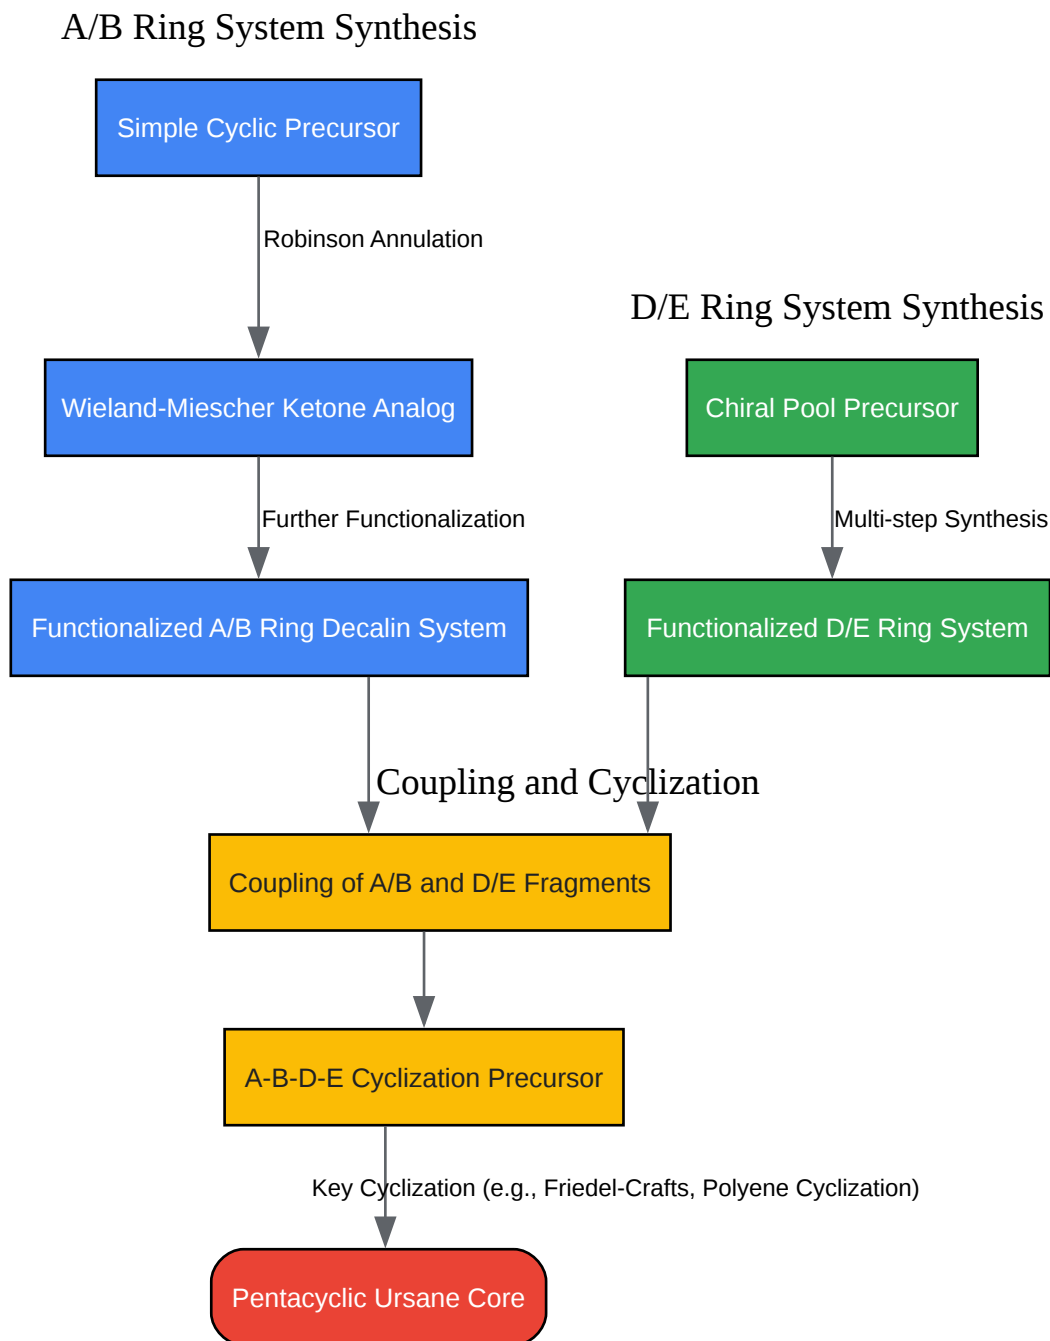 A/B Ring System Synthesis
Simple Cyclic Precursor
Robinson Annulation
D/E Ring System Synthesis
Wieland-Miescher Ketone Analog
Chiral Pool Precursor
Further Functionalization
Multi-step Synthesis
Functionalized A/B Ring Decalin System
Functionalized D/E Ring System
Coupling and Cyclization
Coupling of A/B and D/E Fragments
A-B-D-E Cyclization Precursor
Key Cyclization (e.g., Friedel-Crafts, Polyene Cyclization)
Pentacyclic Ursane Core